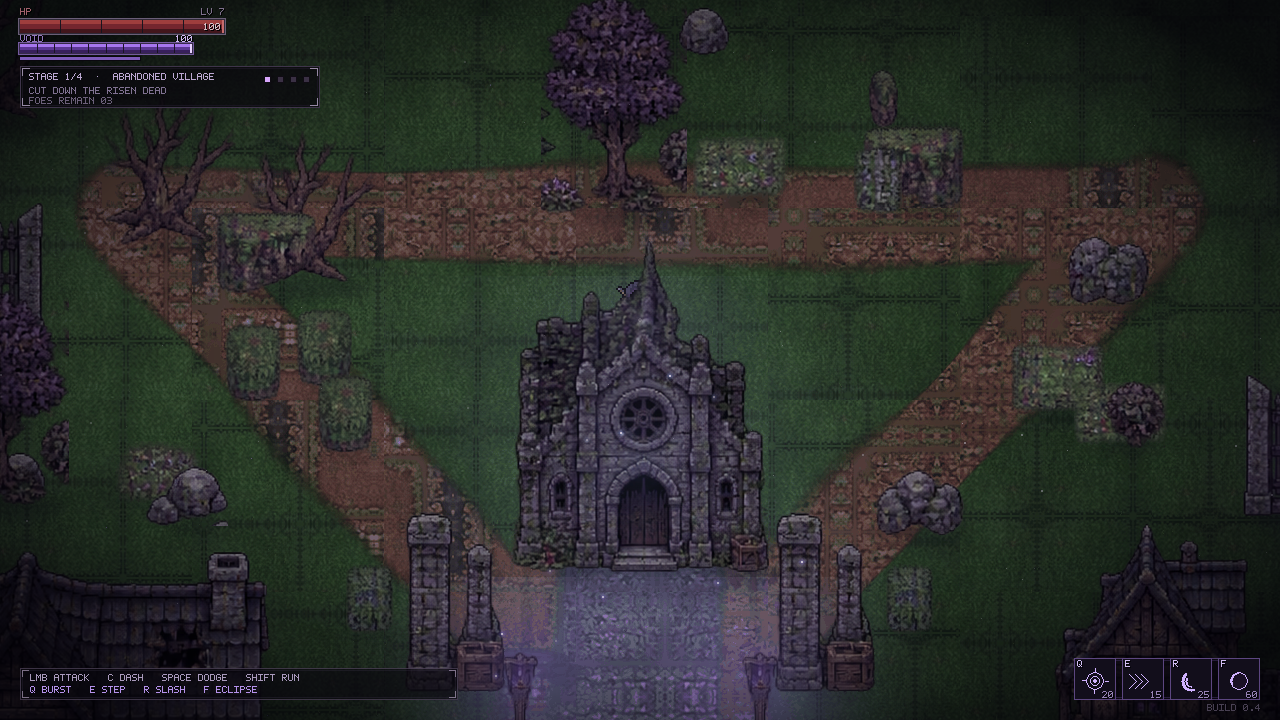 HP LV 7
100
VOID 100
STAGE 1/4 · ABANDONED VILLAGE
CUT DOWN THE RISEN DEAD
FOES REMAIN 03
LMB ATTACK C DASH SPACE DODGE SHIFT RUN
Q BURST E STEP R SLASH F ECLIPSE
Q E R F
20 15 25 60
BUILD 0.4